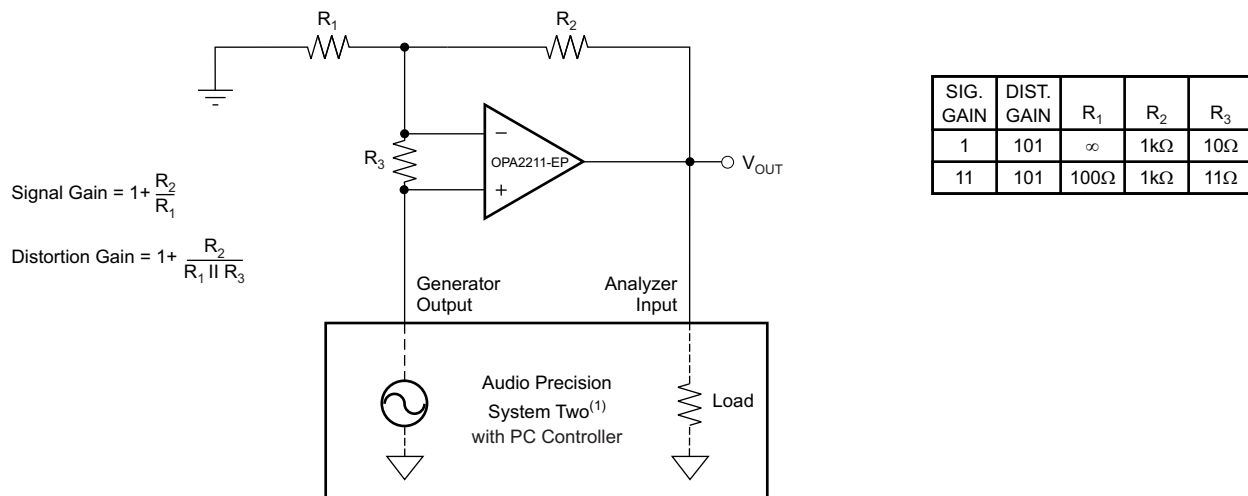 R1
R2
R3
−
+
OPA2211-EP
VOUT
Signal Gain = 1+ R2
R1
Distortion Gain = 1+ R2
R1 II R3
Generator
Output
Analyzer
Input
Audio Precision
System Two(1)
with PC Controller
Load
SIG. GAIN DIST. GAIN R1 R2 R3
1 101 ∞ 1kΩ 10Ω
11 101 100Ω 1kΩ 11Ω